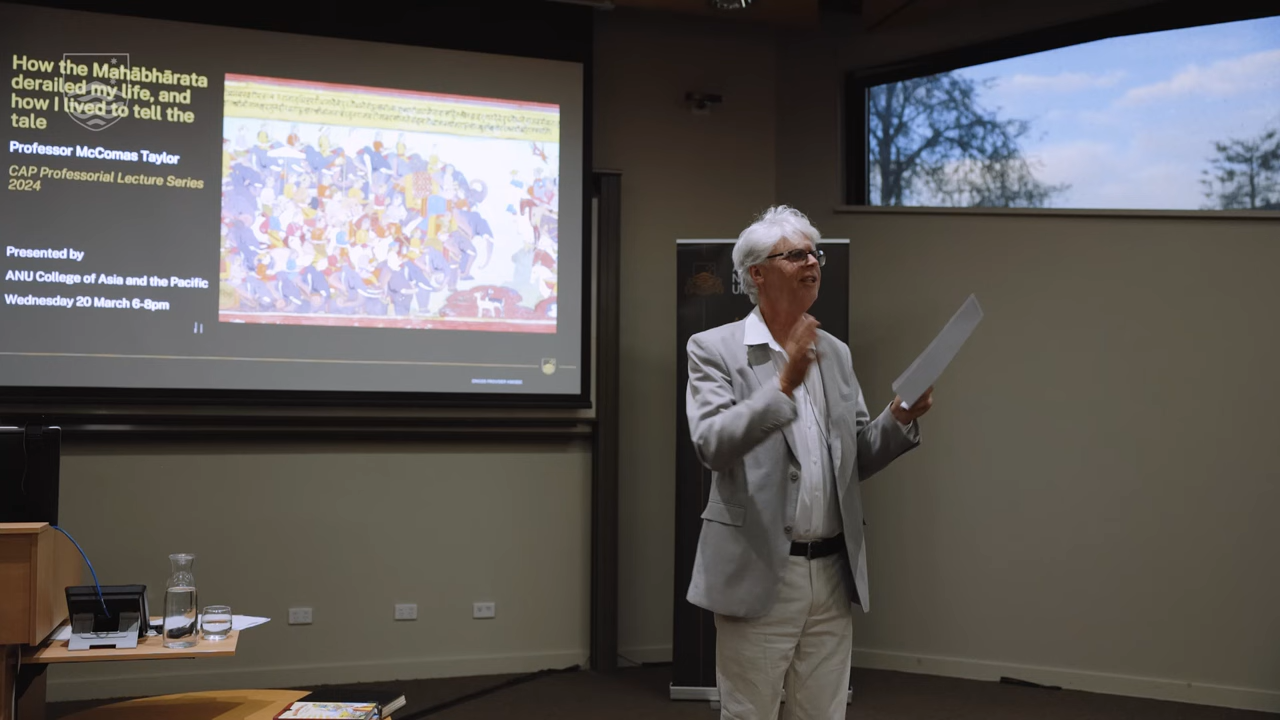 How the Mahābhārata
derailed my life, and
how I lived to tell the
tale
Professor McComas Taylor
CAP Professorial Lecture Series
2024
Presented by
ANU College of Asia and the Pacific
Wednesday 20 March 6-8pm